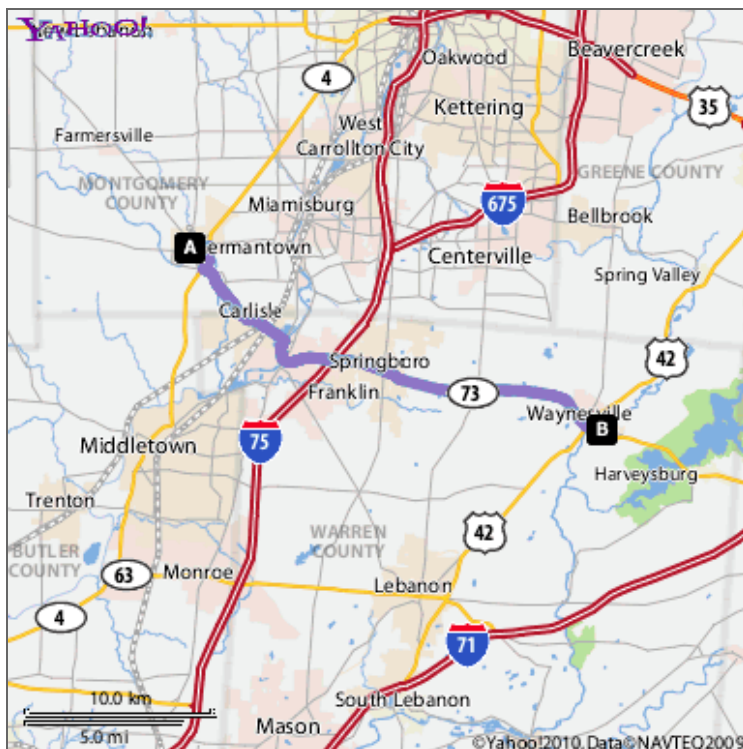 YAHOO!
Oakwood
Beavercreek
4
Kettering
35
Farmersville
West
Carrollton City
MONTGOMERY
COUNTY
GREENE COUNTY
Miamisburg
675
Bellbrook
A
ermantown
Centerville
Spring Valley
Carlisle
42
Springboro
73
Franklin
Waynesville
B
75
Middletown
Harveysburg
Trenton
42
WARREN
COUNTY
BUTLER
COUNTY
63
Monroe
Lebanon
4
71
10.0 km
South Lebanon
5.0 mi
Mason
©Yahoo!2010, Data©NAVTEQ2009